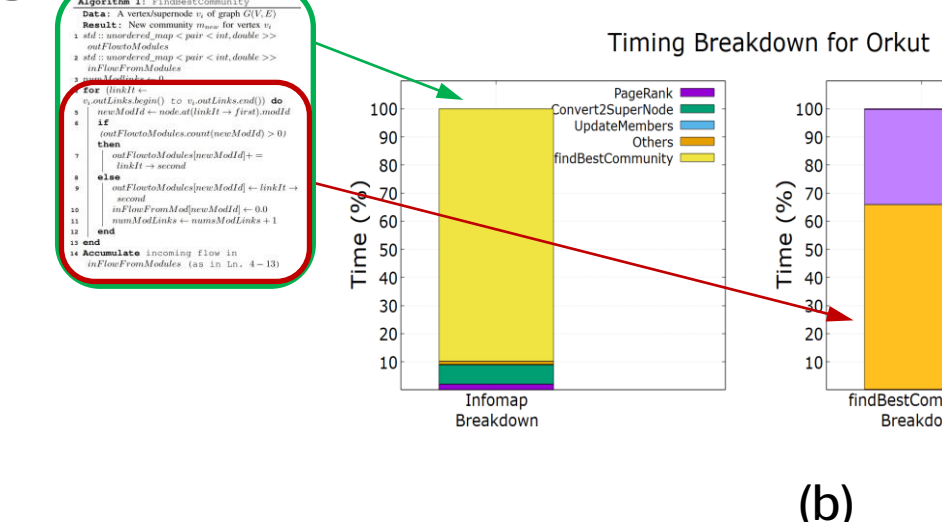 Algorithm 1: FindBestCommunity
Data: A vertex/supernode v_i of graph G(V, E)
Result: New community m_new for vertex v_i
1 std :: unordered_map < pair < int, double >>
outFlowtoModules
2 std :: unordered_map < pair < int, double >>
inFlowFromModules
3 numModlinks ← 0
for (linkIt ←
v_i.outLinks.begin() to v_i.outLinks.end()) do
5 newModId ← node.at(linkIt → first).modId
6 if
(outFlowtoModules.count(newModId) > 0)
then
7 outFlowtoModules[newModId]+ =
linkIt → second
8 else
9 outFlowtoModules[newModId] ← linkIt →
second
10 inFlowFromMod[newModId] ← 0.0
11 numModLinks ← numsModLinks + 1
12 end
13 end
14 Accumulate incoming flow in
inFlowFromModules (as in Ln. 4 – 13)
Timing Breakdown for Orkut
Time (%)
100
90
80
70
60
50
40
30
20
10
PageRank
Convert2SuperNode
UpdateMembers
Others
findBestCommunity
Infomap
Breakdown
Time (%)
100
90
80
70
60
50
40
30
20
10
findBestCom
Breakdo
(b)